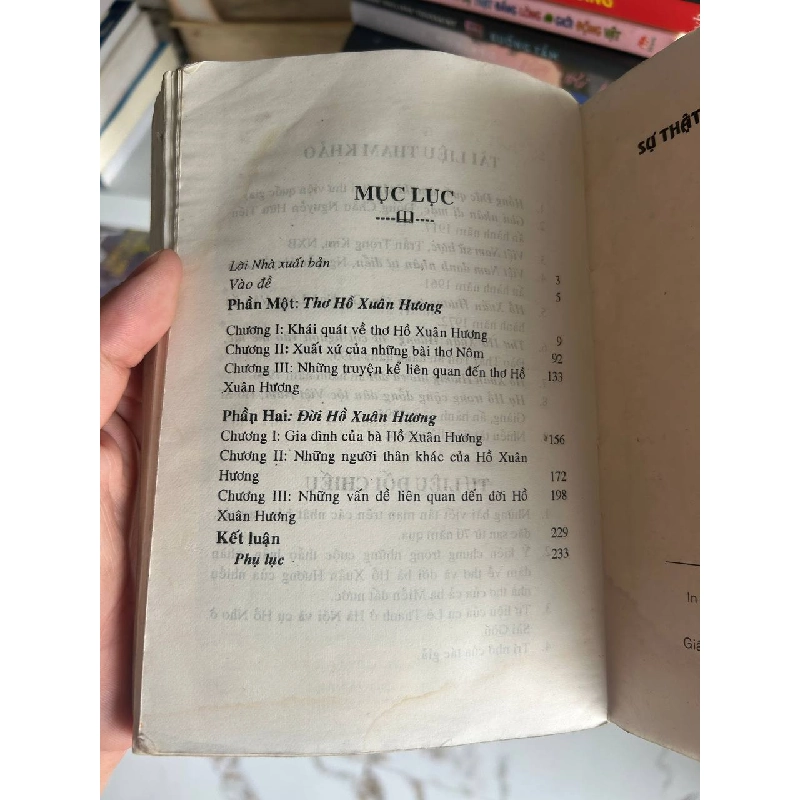 MỤC LỤC
Lời Nhà xuất bản 3
Vào đề 5
Phần Một: Thơ Hồ Xuân Hương
Chương I: Khái quát về thơ Hồ Xuân Hương 9
Chương II: Xuất xứ của những bài thơ Nôm 92
Chương III: Những truyện kể liên quan đến thơ Hồ 133
Xuân Hương
Phần Hai: Đời Hồ Xuân Hương
Chương I: Gia đình của bà Hồ Xuân Hương 156
Chương II: Những người thân khác của Hồ Xuân
Hương 172
Chương III: Những vấn đề liên quan đến đời Hồ 198
Xuân Hương
Kết luận 229
Phụ lục 233
SỰ THẬT
In
Giấ